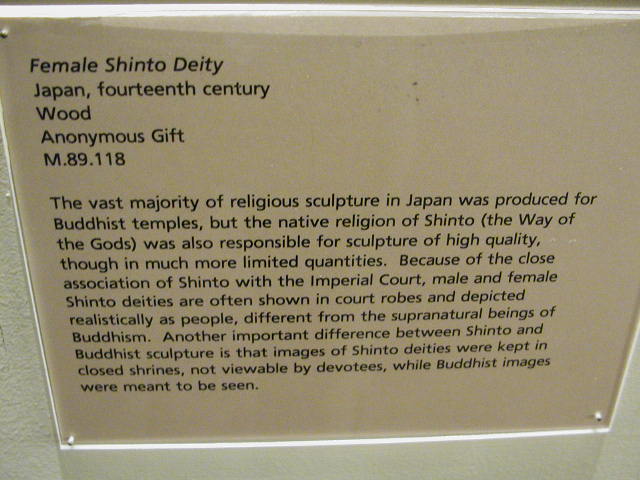 Female Shinto Deity
Japan, fourteenth century
Wood
Anonymous Gift
M.89.118
The vast majority of religious sculpture in Japan was produced for
Buddhist temples, but the native religion of Shinto (the Way of
the Gods) was also responsible for sculpture of high quality,
though in much more limited quantities. Because of the close
association of Shinto with the Imperial Court, male and female
Shinto deities are often shown in court robes and depicted
realistically as people, different from the supranatural beings of
Buddhism. Another important difference between Shinto and
Buddhist sculpture is that images of Shinto deities were kept in
closed shrines, not viewable by devotees, while Buddhist images
were meant to be seen.